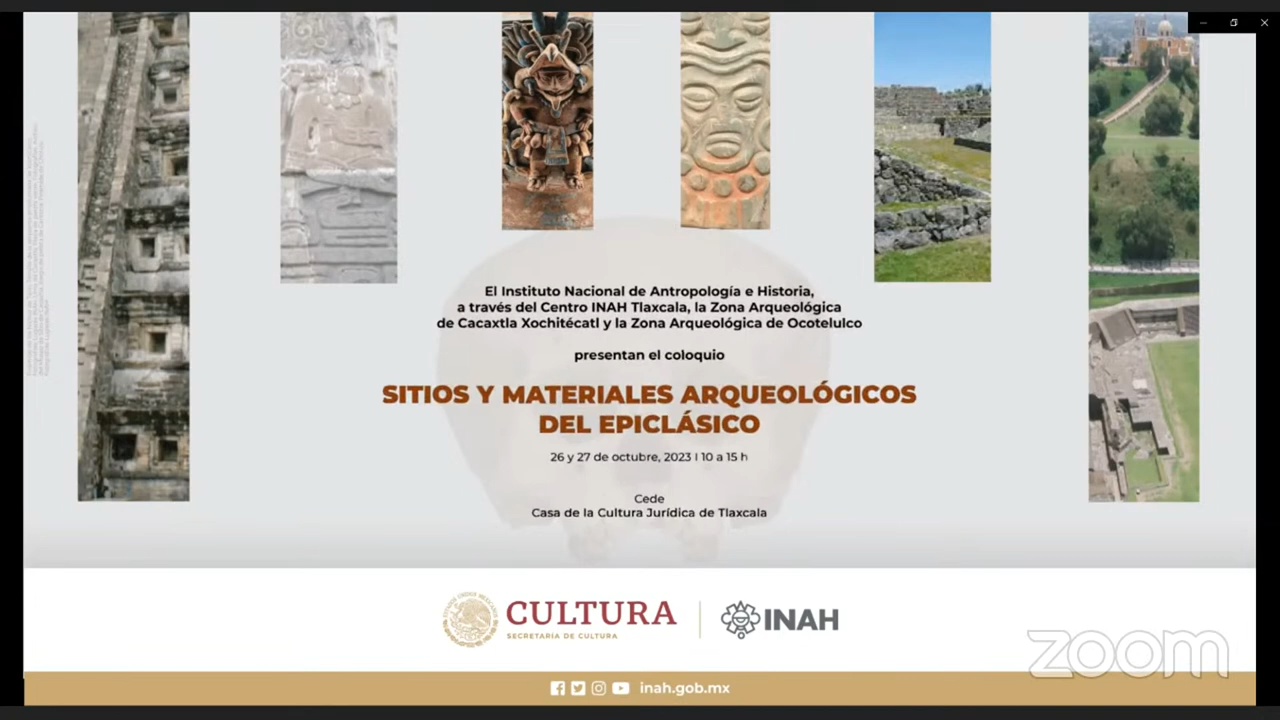 El Instituto Nacional de Antropología e Historia,
a través del Centro INAH Tlaxcala, la Zona Arqueológica
de Cacaxtla Xochitécatl y la Zona Arqueológica de Ocotelulco
presentan el coloquio
SITIOS Y MATERIALES ARQUEOLÓGICOS
DEL EPICLÁSICO
26 y 27 de octubre, 2023 I 10 a 15 h
Cede
Casa de la Cultura Jurídica de Tlaxcala
CULTURA
SECRETARÍA DE CULTURA
INAH
zoom
inah.gob.mx